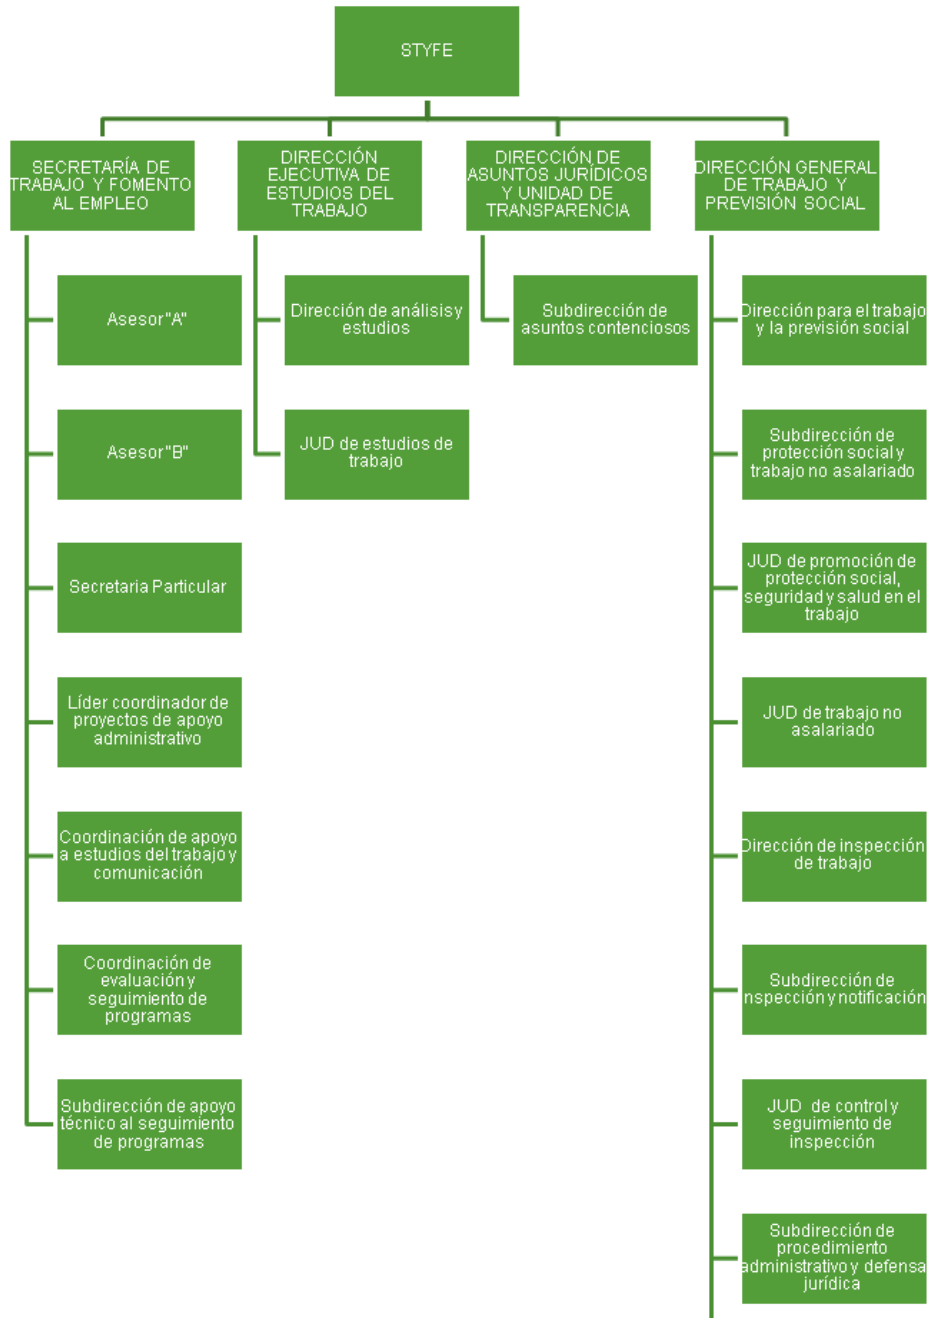 STYFE
SECRETARÍA DE
TRABAJO Y FOMENTO
AL EMPLEO
DIRECCIÓN
EJECUTIVA DE
ESTUDIOS DEL
TRABAJO
DIRECCIÓN DE
ASUNTOS JURÍDICOS
Y UNIDAD DE
TRANSPARENCIA
DIRECCIÓN GENERAL
DE TRABAJO Y
PREVISIÓN SOCIAL
Asesor "A"
Asesor "B"
Secretaria Particular
Líder coordinador de
proyectos de apoyo
administrativo
Coordinación de apoyo
a estudios del trabajo y
comunicación
Coordinación de
evaluación y
seguimiento de
programas
Subdirección de apoyo
técnico al seguimiento
de programas
Dirección de análisis y
estudios
JUD de estudios de
trabajo
Subdirección de
asuntos contenciosos
Dirección para el trabajo
y la previsión social
Subdirección de
protección social y
trabajo no asalariado
JUD de promoción de
protección social,
seguridad y salud en el
trabajo
JUD de trabajo no
asalariado
Dirección de inspección
de trabajo
Subdirección de
inspección y notificación
JUD de control y
seguimiento de
inspección
Subdirección de
procedimiento
administrativo y defensa
jurídica